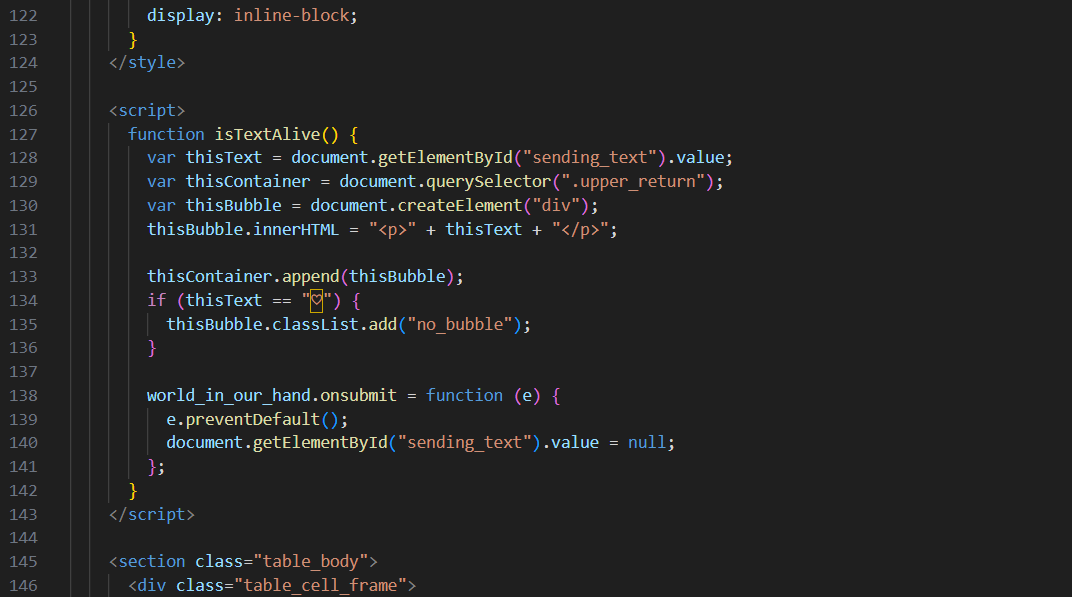 122 display: inline-block;
123 }
124 </style>
125
126 <script>
127 function isTextAlive() {
128 var thisText = document.getElementById("sending_text").value;
129 var thisContainer = document.querySelector(".upper_return");
130 var thisBubble = document.createElement("div");
131 thisBubble.innerHTML = "<p>" + thisText + "</p>";
132
133 thisContainer.append(thisBubble);
134 if (thisText == "♡") {
135 thisBubble.classList.add("no_bubble");
136 }
137
138 world_in_our_hand.onsubmit = function (e) {
139 e.preventDefault();
140 document.getElementById("sending_text").value = null;
141 };
142 }
143 </script>
144
145 <section class="table_body">
146 <div class="table_cell_frame">